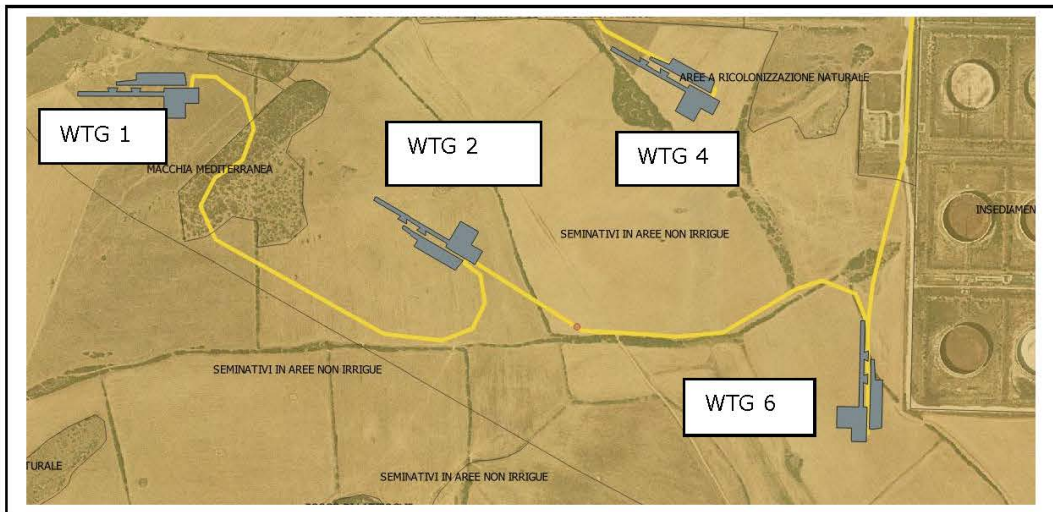 AREE A RICOLONIZZAZIONE NATURALE
WTG 1
WTG 2
WTG 4
MACCHIA MEDITERRANEA
INSEDIAMEN
SEMINATIVI IN AREE NON IRRIGUE
SEMINATIVI IN AREE NON IRRIGUE
WTG 6
TURALE
SEMINATIVI IN AREE NON IRRIGUE